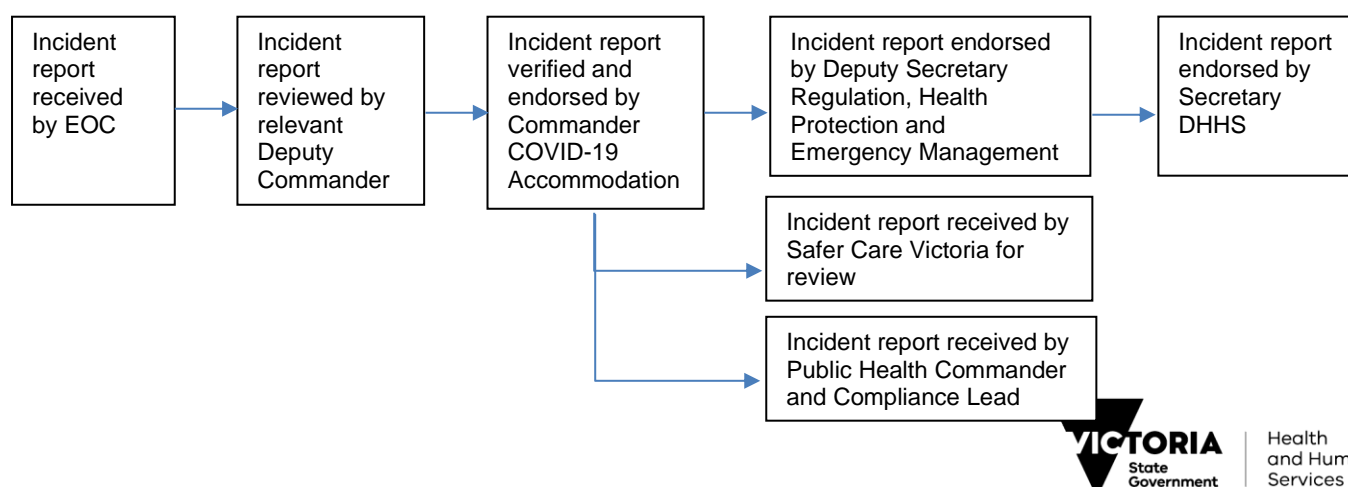 Incident
report
received
by EOC
Incident
report
reviewed by
relevant
Deputy
Commander
Incident report
verified and
endorsed by
Commander
COVID-19
Accommodation
Incident report endorsed
by Deputy Secretary
Regulation, Health
Protection and
Emergency Management
Incident report
endorsed by
Secretary
DHHS
Incident report received by
Safer Care Victoria for
review
Incident report received by
Public Health Commander
and Compliance Lead
VICTORIA
State
Government
Health
and Hum
Services